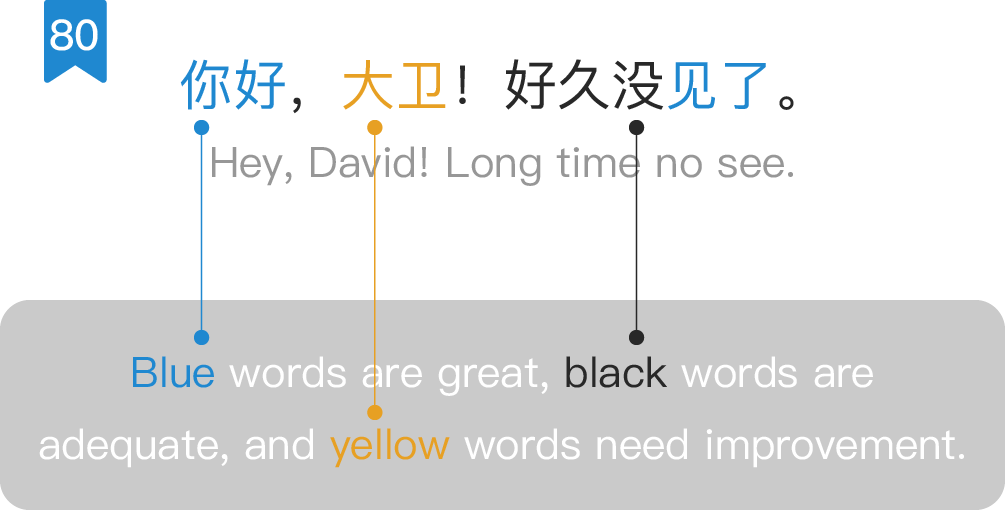 80
你好，大卫！好久没见了。
Hey, David! Long time no see.
Blue words are great, black words are
adequate, and yellow words need improvement.